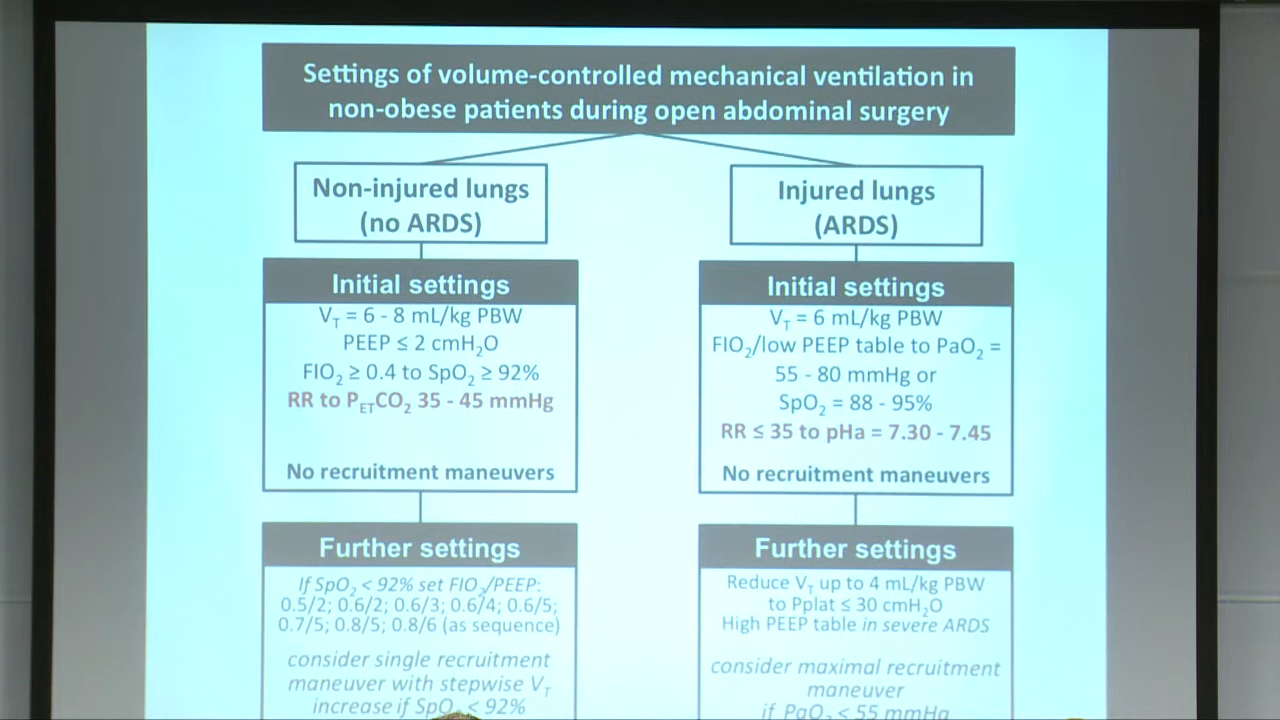 Settings of volume-controlled mechanical ventilation in
non-obese patients during open abdominal surgery
Non-injured lungs
(no ARDS)
Initial settings
V_T = 6 - 8 mL/kg PBW
PEEP ≤ 2 cmH₂O
FIO₂ ≥ 0.4 to SpO₂ ≥ 92%
RR to P_ETCO₂ 35 - 45 mmHg
No recruitment maneuvers
Further settings
If SpO₂ < 92% set FIO₂/PEEP:
0.5/2; 0.6/2; 0.6/3; 0.6/4; 0.6/5;
0.7/5; 0.8/5; 0.8/6 (as sequence)
consider single recruitment
maneuver with stepwise V_T
increase if SpO₂ < 92%
Injured lungs
(ARDS)
Initial settings
V_T = 6 mL/kg PBW
FIO₂/low PEEP table to PaO₂ =
55 - 80 mmHg or
SpO₂ = 88 - 95%
RR ≤ 35 to pHa = 7.30 - 7.45
No recruitment maneuvers
Further settings
Reduce V_T up to 4 mL/kg PBW
to Pplat ≤ 30 cmH₂O
High PEEP table in severe ARDS
consider maximal recruitment
maneuver
if PaO₂ < 55 mmHg